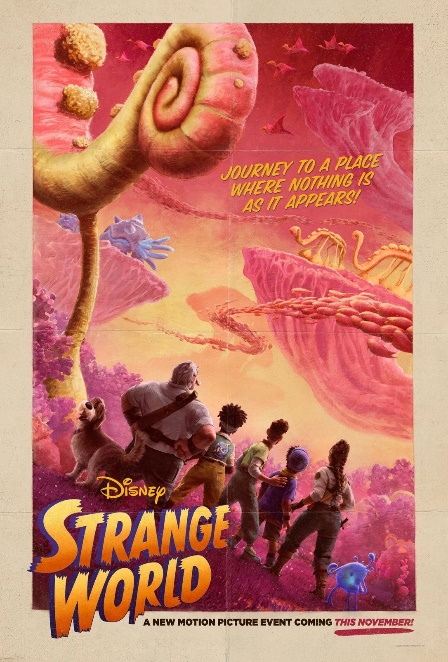 JOURNEY TO A PLACE
WHERE NOTHING IS
AS IT APPEARS!
DISNEY
STRANGE
WORLD
A NEW MOTION PICTURE EVENT COMING THIS NOVEMBER!